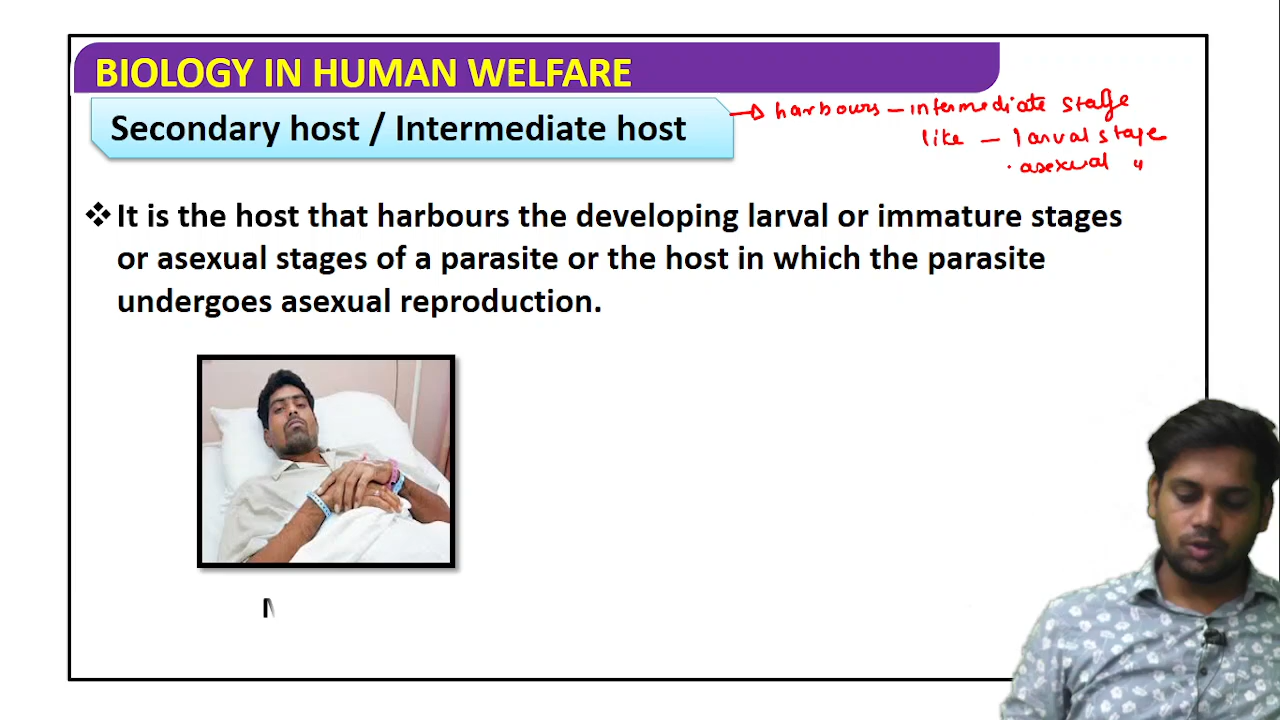 BIOLOGY IN HUMAN WELFARE
Secondary host / Intermediate host
harbours – intermediate stage
like – larval stage
• asexual "
❖ It is the host that harbours the developing larval or immature stages
or asexual stages of a parasite or the host in which the parasite
undergoes asexual reproduction.